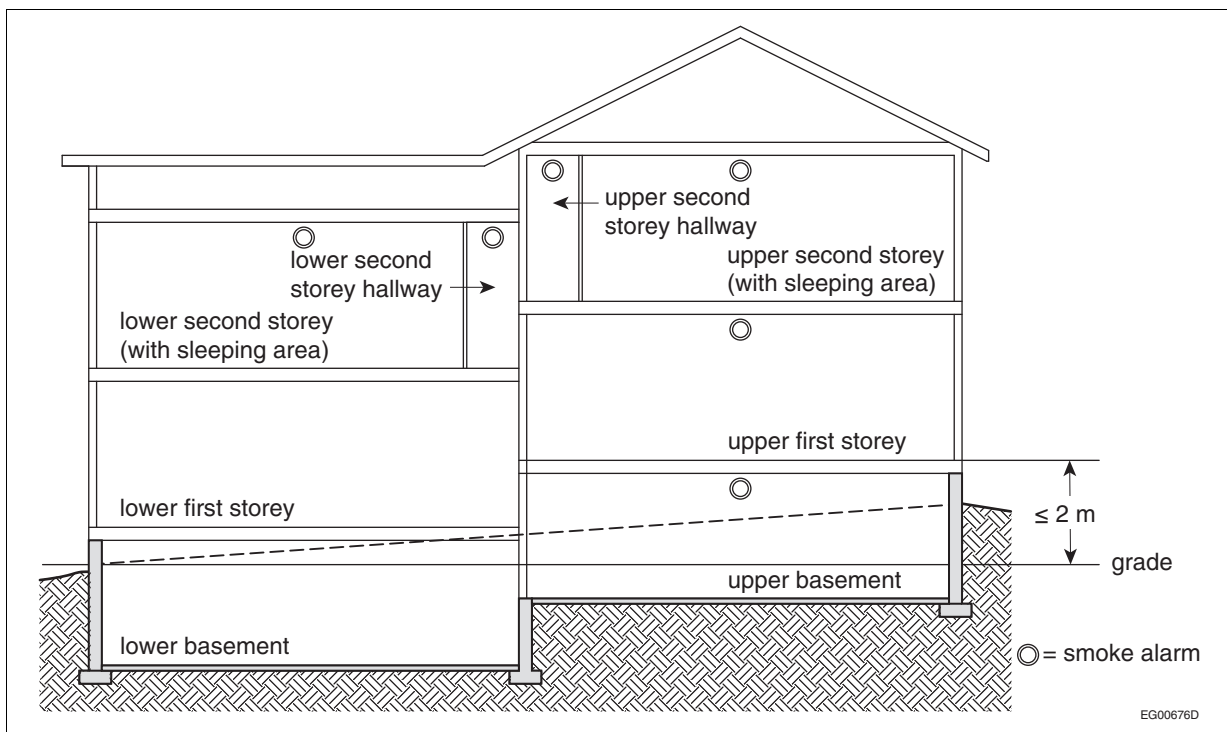 upper second
storey hallway
lower second
storey hallway
upper second storey
(with sleeping area)
lower second storey
(with sleeping area)
upper first storey
lower first storey
≤ 2 m
grade
upper basement
lower basement
= smoke alarm
EG00676D